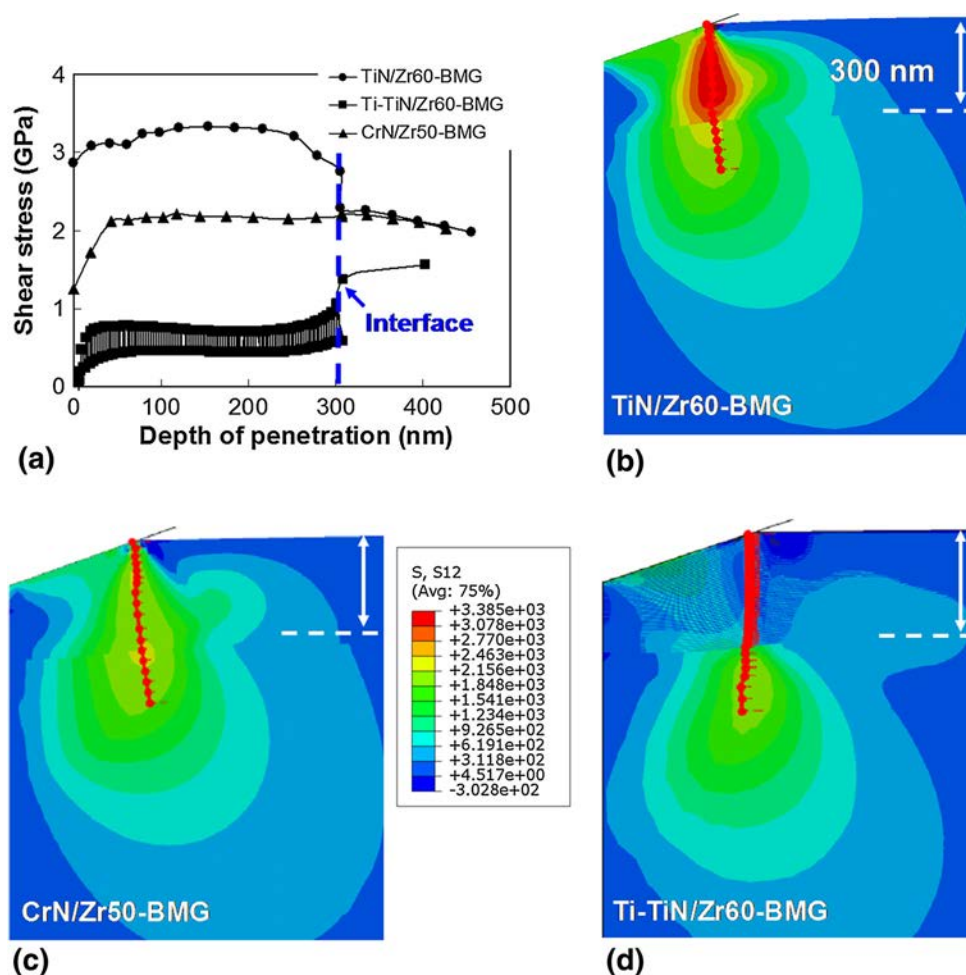 4
3
2
1
0
Shear stress (GPa)
TiN/Zr60-BMG
Ti-TiN/Zr60-BMG
CrN/Zr50-BMG
Interface
0 100 200 300 400 500
Depth of penetration (nm)
(a)
300 nm
TiN/Zr60-BMG
(b)
CrN/Zr50-BMG
(c)
S, S12
(Avg: 75%)
+3.385e+03
+3.078e+03
+2.770e+03
+2.463e+03
+2.156e+03
+1.848e+03
+1.541e+03
+1.234e+03
+9.265e+02
+6.191e+02
+3.118e+02
+4.517e+00
-3.028e+02
Ti-TiN/Zr60-BMG
(d)